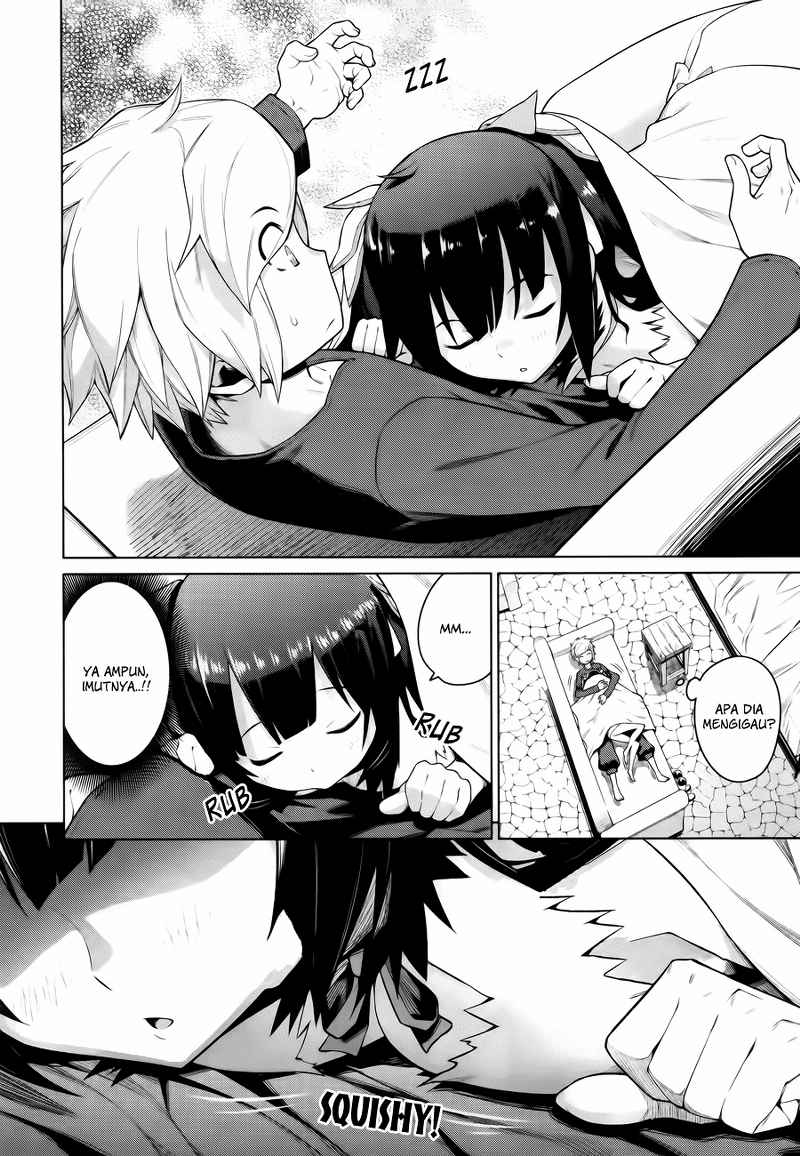 ZZZ
MM...
YA AMPUN,
IMUTNYA..!!
RUB
RUB
APA DIA
MENGIGAU?
SQUISHY!